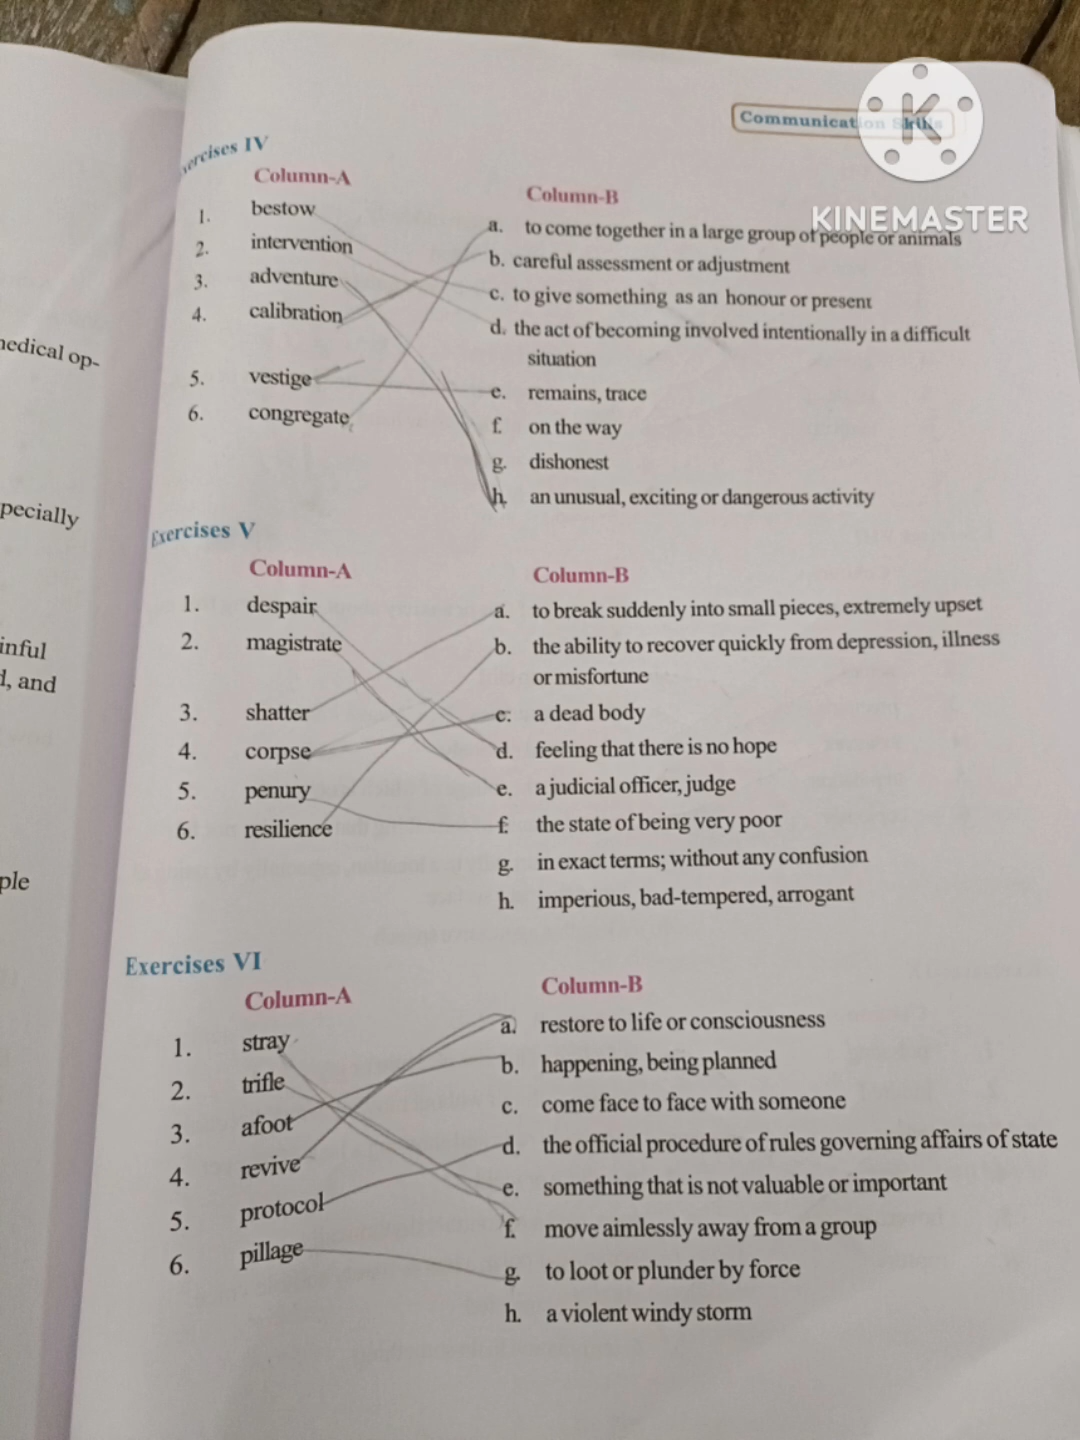 Communication Skills
KINEMASTER
Exercises IV
Column-A
Column-B
1. bestow
a. to come together in a large group of people or animals
2. intervention
b. careful assessment or adjustment
3. adventure
c. to give something as an honour or present
4. calibration
d. the act of becoming involved intentionally in a difficult
situation
5. vestige
e. remains, trace
6. congregate
f. on the way
g. dishonest
h. an unusual, exciting or dangerous activity
Exercises V
Column-A
Column-B
1. despair
a. to break suddenly into small pieces, extremely upset
2. magistrate
b. the ability to recover quickly from depression, illness
or misfortune
3. shatter
c. a dead body
4. corpse
d. feeling that there is no hope
5. penury
e. a judicial officer, judge
6. resilience
f. the state of being very poor
g. in exact terms; without any confusion
h. imperious, bad-tempered, arrogant
Exercises VI
Column-A
Column-B
1. stray
a. restore to life or consciousness
2. trifle
b. happening, being planned
3. afoot
c. come face to face with someone
4. revive
d. the official procedure of rules governing affairs of state
5. protocol
e. something that is not valuable or important
6. pillage
f. move aimlessly away from a group
g. to loot or plunder by force
h. a violent windy storm
nedical op-
pecially
inful
d, and
ple